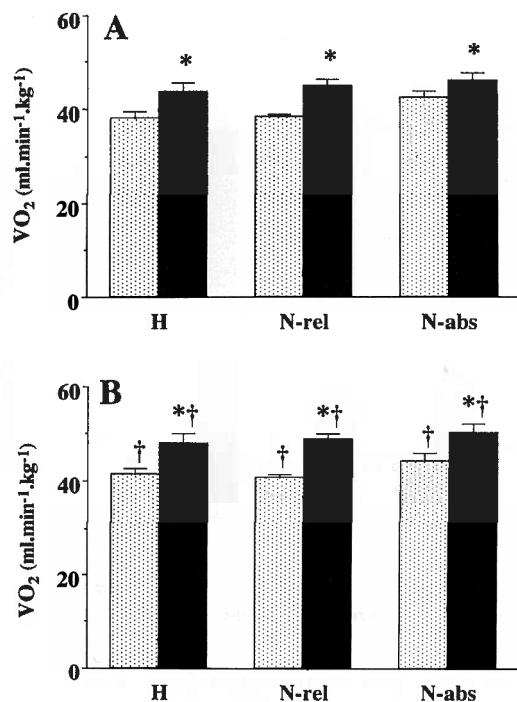 A
60
40
20
0
VO₂ (ml.min⁻¹.kg⁻¹)
* * *
H N-rel N-abs
B
60
40
20
0
VO₂ (ml.min⁻¹.kg⁻¹)
† *† † *† † *†
H N-rel N-abs